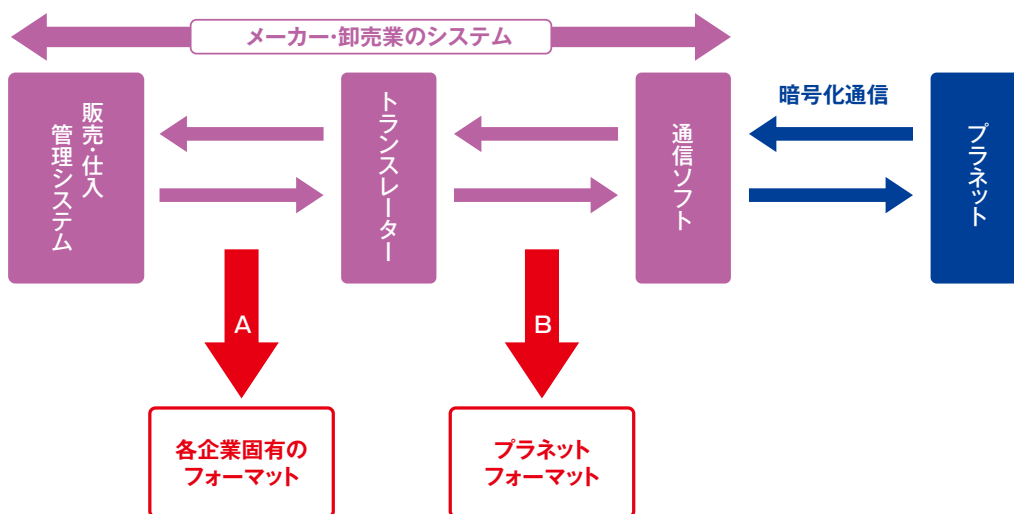 メーカー・卸売業のシステム
販売・仕入
管理システム
トランスレーター
通信ソフト
暗号化通信
プラネット
A
B
各企業固有の
フォーマット
プラネット
フォーマット